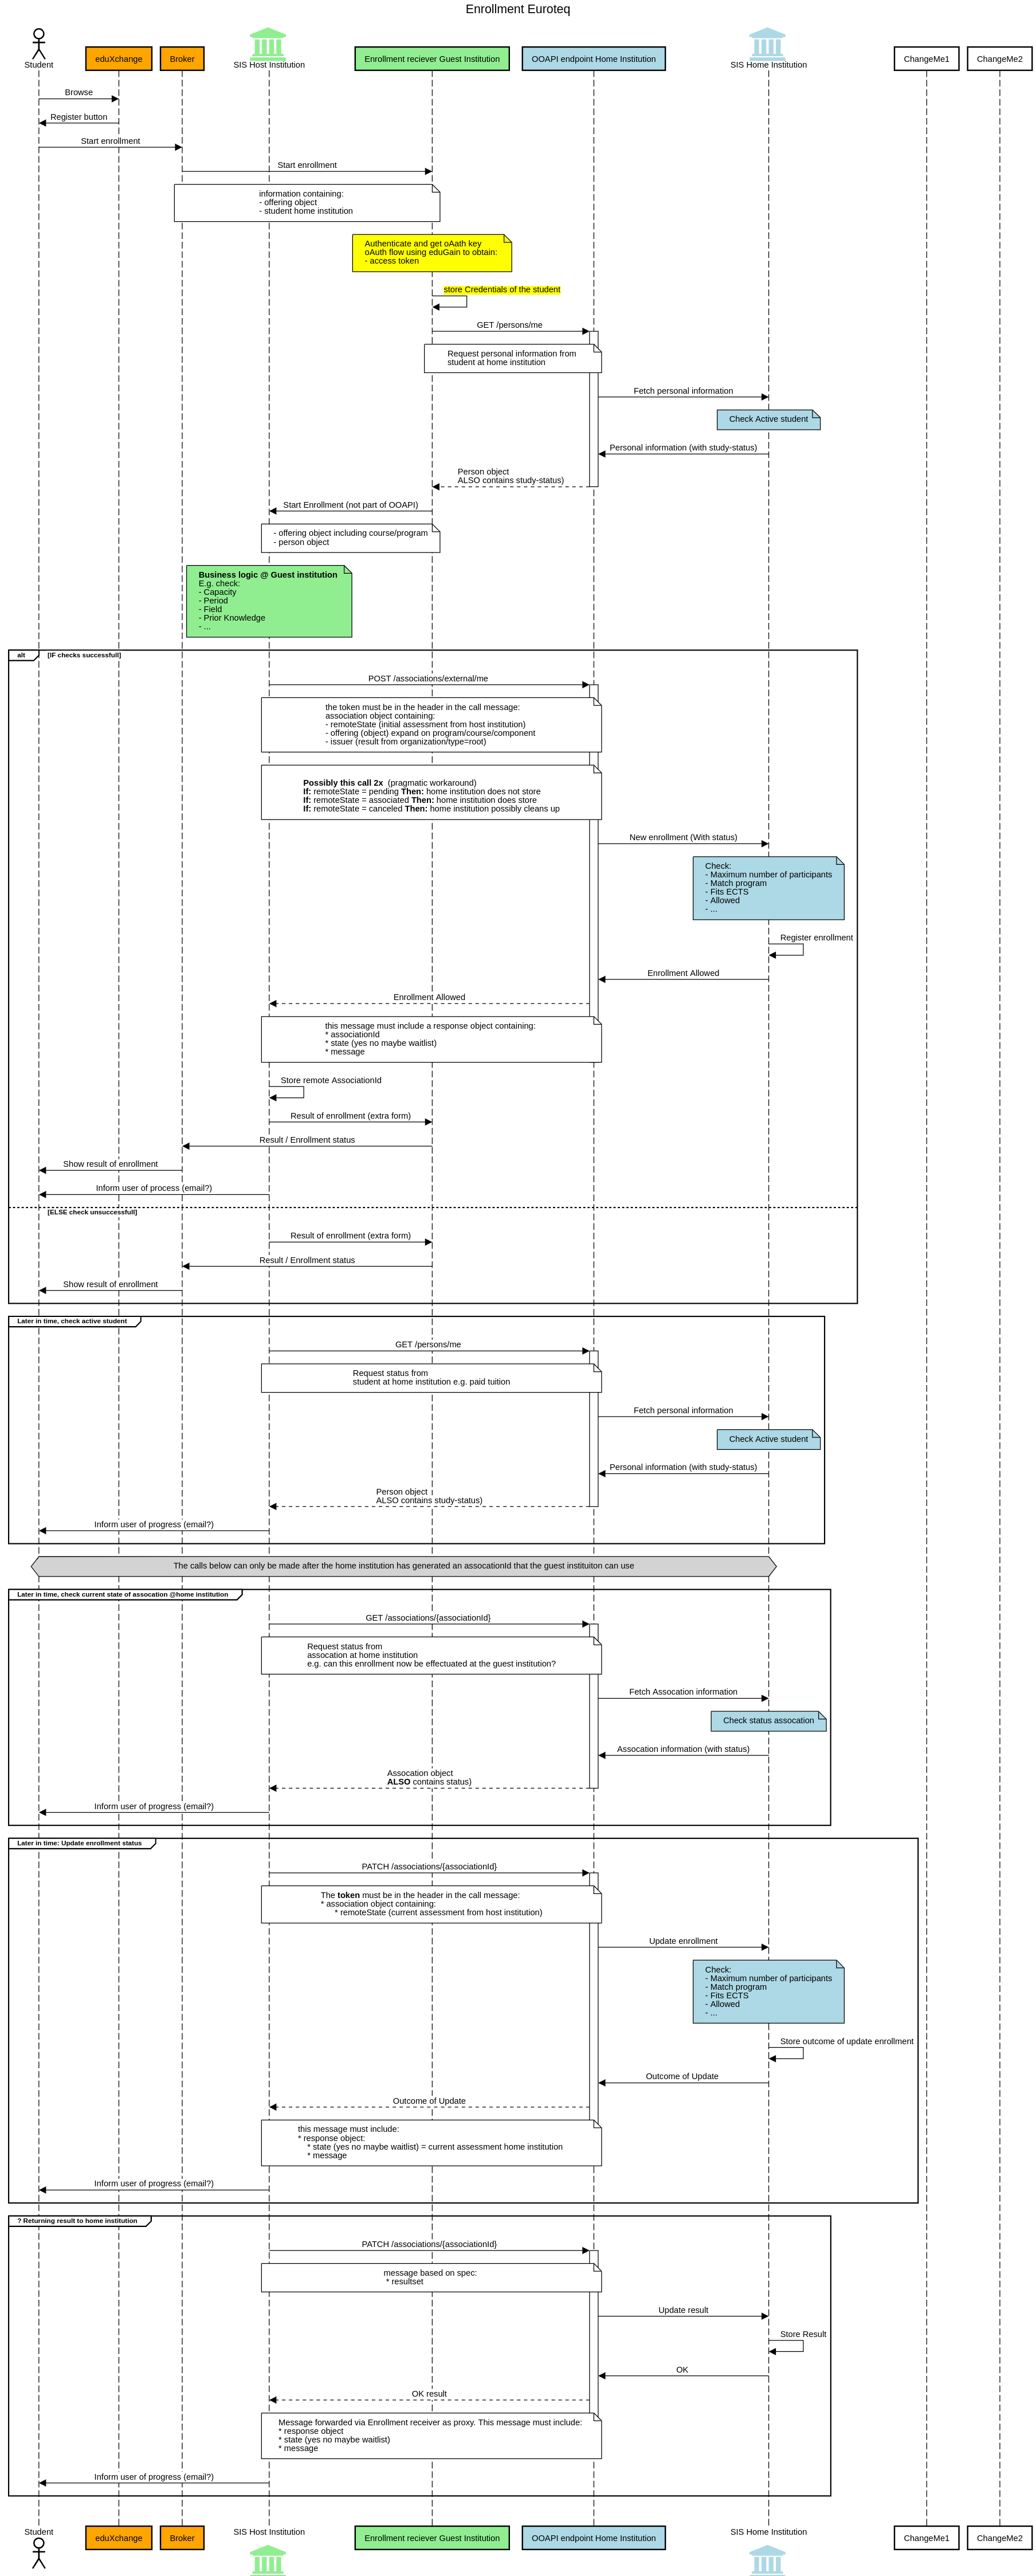 Enrollment Euroteq
Student
eduXchange
Broker
SIS Host Institution
Enrollment reciever Guest Institution
OOAPI endpoint Home Institution
SIS Home Institution
ChangeMe1
ChangeMe2
Browse
Register button
Start enrollment
Start enrollment
information containing:
- offering object
- student home institution
Authenticate and get oAath key
oAuth flow using eduGain to obtain:
- access token
store Credentials of the student
GET /persons/me
Request personal information from
student at home institution
Fetch personal information
Check Active student
Personal information (with study-status)
Person object
ALSO contains study-status)
Start Enrollment (not part of OOAPI)
- offering object including course/program
- person object
Business logic @ Guest institution
E.g. check:
- Capacity
- Period
- Field
- Prior Knowledge
- ...
alt
[IF checks successfull]
POST /associations/external/me
the token must be in the header in the call message:
association object containing:
- remoteState (initial assessment from host institution)
- offering (object) expand on program/course/component
- issuer (result from organization/type=root)
Possibly this call 2x (pragmatic workaround)
If: remoteState = pending Then: home institution does not store
If: remoteState = associated Then: home institution does store
If: remoteState = canceled Then: home institution possibly cleans up
New enrollment (With status)
Check:
- Maximum number of participants
- Match program
- Fits ECTS
- Allowed
- ...
Register enrollment
Enrollment Allowed
Enrollment Allowed
this message must include a response object containing:
* associationId
* state (yes no maybe waitlist)
* message
Store remote AssociationId
Result of enrollment (extra form)
Result / Enrollment status
Show result of enrollment
Inform user of process (email?)
[ELSE check unsuccessfull]
Result of enrollment (extra form)
Result / Enrollment status
Show result of enrollment
Later in time, check active student
GET /persons/me
Request status from
student at home institution e.g. paid tuition
Fetch personal information
Check Active student
Personal information (with study-status)
Person object
ALSO contains study-status)
Inform user of progress (email?)
The calls below can only be made after the home institution has generated an assocationId that the guest instituiton can use
Later in time, check current state of assocation @home institution
GET /associations/{associationId}
Request status from
assocation at home institution
e.g. can this enrollment now be effectuated at the guest institution?
Fetch Assocation information
Check status assocation
Assocation information (with status)
Assocation object
ALSO contains status)
Inform user of progress (email?)
Later in time: Update enrollment status
PATCH /associations/{associationId}
The token must be in the header in the call message:
* association object containing:
* remoteState (current assessment from host institution)
Update enrollment
Check:
- Maximum number of participants
- Match program
- Fits ECTS
- Allowed
- ...
Store outcome of update enrollment
Outcome of Update
Outcome of Update
this message must include:
* response object:
* state (yes no maybe waitlist) = current assessment home institution
* message
Inform user of progress (email?)
? Returning result to home institution
PATCH /associations/{associationId}
message based on spec:
* resultset
Update result
Store Result
OK
OK result
Message forwarded via Enrollment receiver as proxy. This message must include:
* response object
* state (yes no maybe waitlist)
* message
Inform user of progress (email?)
Student
eduXchange
Broker
SIS Host Institution
Enrollment reciever Guest Institution
OOAPI endpoint Home Institution
SIS Home Institution
ChangeMe1
ChangeMe2